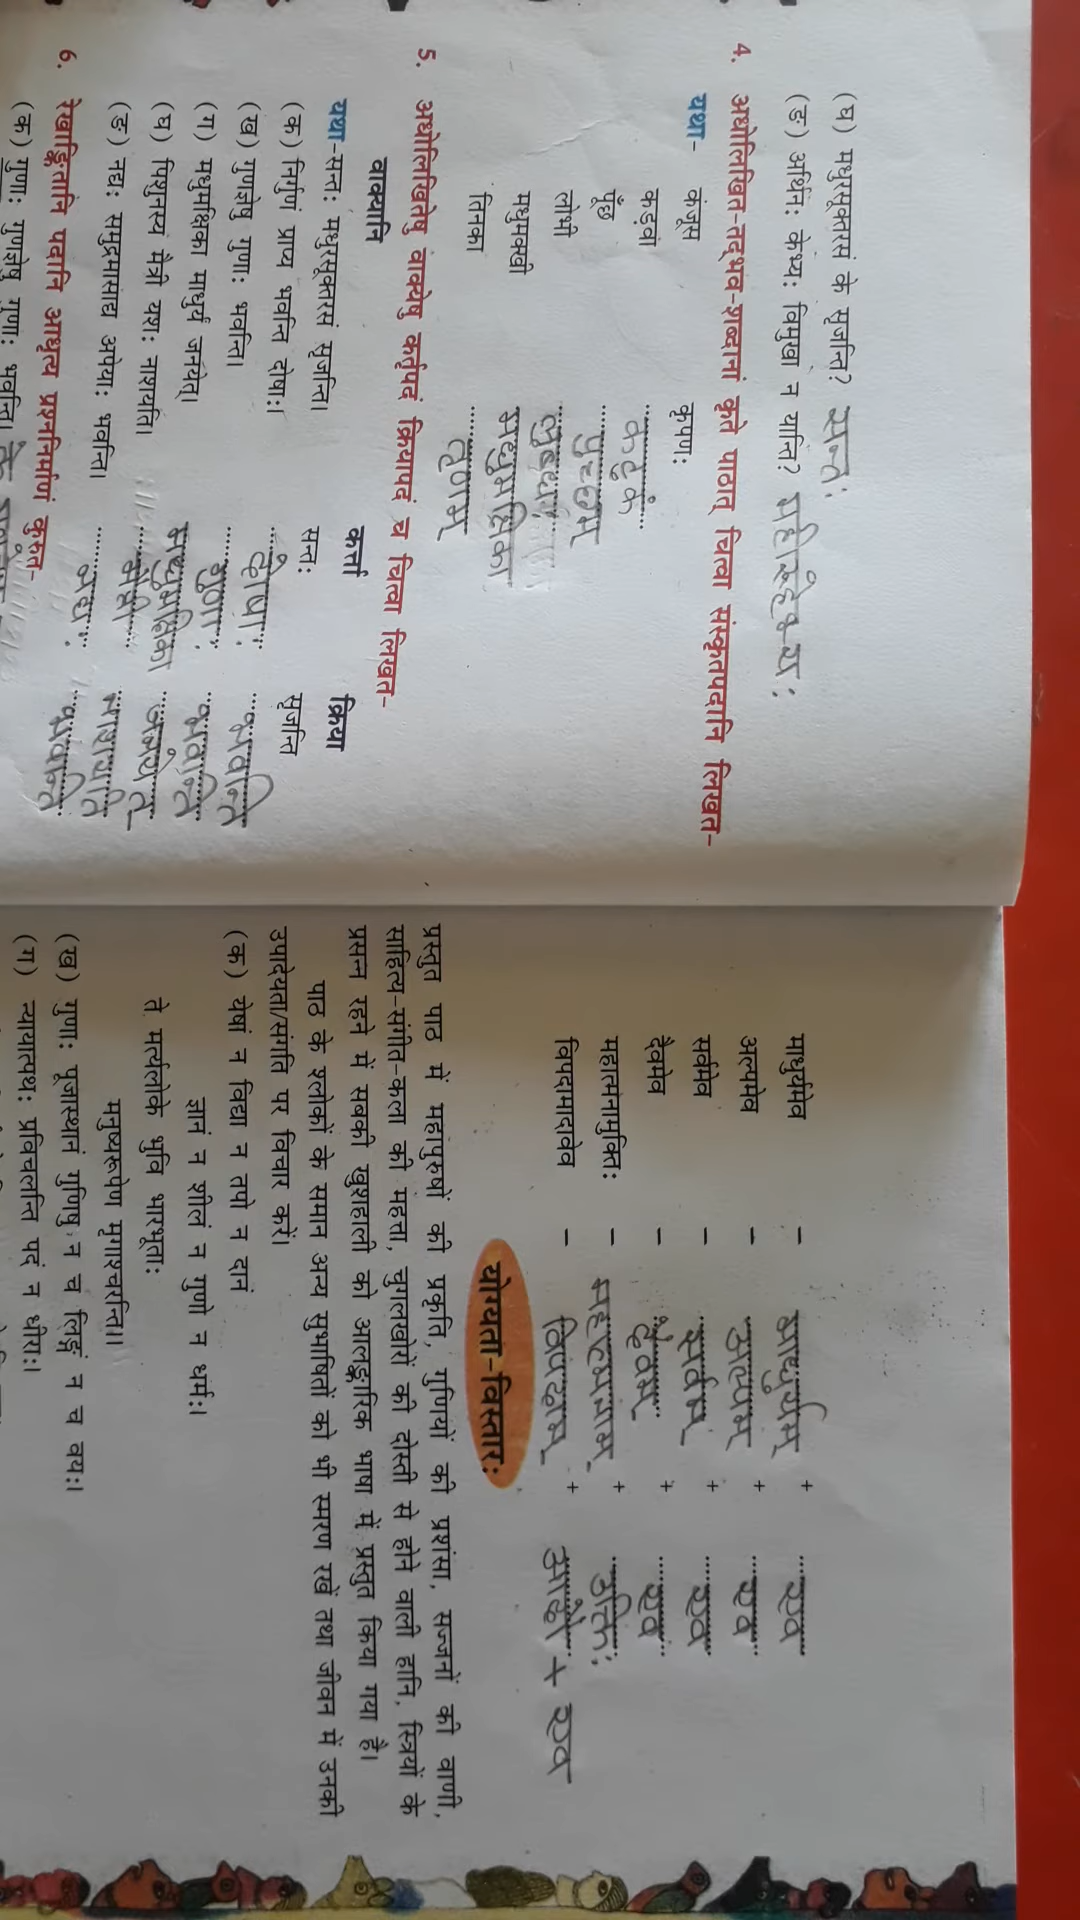 (घ) मधुरसूक्तरसं के सृजन्ति? सन्तः
(ङ) अर्थिनः केभ्यः विमुखा न यान्ति? महीरुहेभ्यः
4. अधोलिखित-तद्भव-शब्दानां कृते पाठात् चित्वा संस्कृतपदानि लिखत-
यथा- कंजूस कृपणः
कड़वा कटुकं
पूँछ पुच्छम्
लोभी लुब्धः
मधुमक्खी मधुमक्षिका
तिनका तृणम्
5. अधोलिखितेषु वाक्येषु कर्तृपदं क्रियापदं च चित्वा लिखत-
वाक्यानि कर्त्ता क्रिया
यथा-सन्तः मधुरसूक्तरसं सृजन्ति। सन्तः सृजन्ति
(क) निर्गुणं प्राप्य भवन्ति दोषाः। दोषाः भवन्ति
(ख) गुणज्ञेषु गुणाः भवन्ति। गुणाः भवन्ति
(ग) मधुमक्षिका माधुर्यं जनयेत्। मधुमक्षिका जनयेत्
(घ) पिशुनस्य मैत्री यशः नाशयति। मैत्री नाशयति
(ङ) नद्यः समुद्रमासाद्य अपेयाः भवन्ति। नद्यः भवन्ति
6. रेखाङ्कितानि पदानि आधृत्य प्रश्ननिर्माणं कुरुत-
(क) गुणाः गुणज्ञेषु गुणाः भवन्ति। के
माधुर्यमेव – माधुर्यम् + एव
अल्पमेव – अल्पम् + एव
सर्वमेव – सर्वम् + एव
दैवमेव – दैवम् + एव
महात्मनामुक्तिः – महात्मनाम् + उक्तिः
विपदमादावेव – विपदाम् + आदौ + एव
योग्यता-विस्तारः
प्रस्तुत पाठ में महापुरुषों की प्रकृति, गुणियों की प्रशंसा, सज्जनों की वाणी,
साहित्य-संगीत-कला की महत्ता, चुगलखोरों की दोस्ती से होने वाली हानि, स्त्रियों के
प्रसन्न रहने में सबकी खुशहाली को आलङ्कारिक भाषा में प्रस्तुत किया गया है।
पाठ के श्लोकों के समान अन्य सुभाषितों को भी स्मरण रखें तथा जीवन में उनकी
उपादेयता/संगति पर विचार करें।
(क) येषां न विद्या न तपो न दानं
ज्ञानं न शीलं न गुणो न धर्मः।
ते मर्त्यलोके भुवि भारभूताः
मनुष्यरूपेण मृगाश्चरन्ति।।
(ख) गुणाः पूजास्थानं गुणिषु न च लिङ्गं न च वयः।
(ग) न्यायात्पथः प्रविचलन्ति पदं न धीराः।